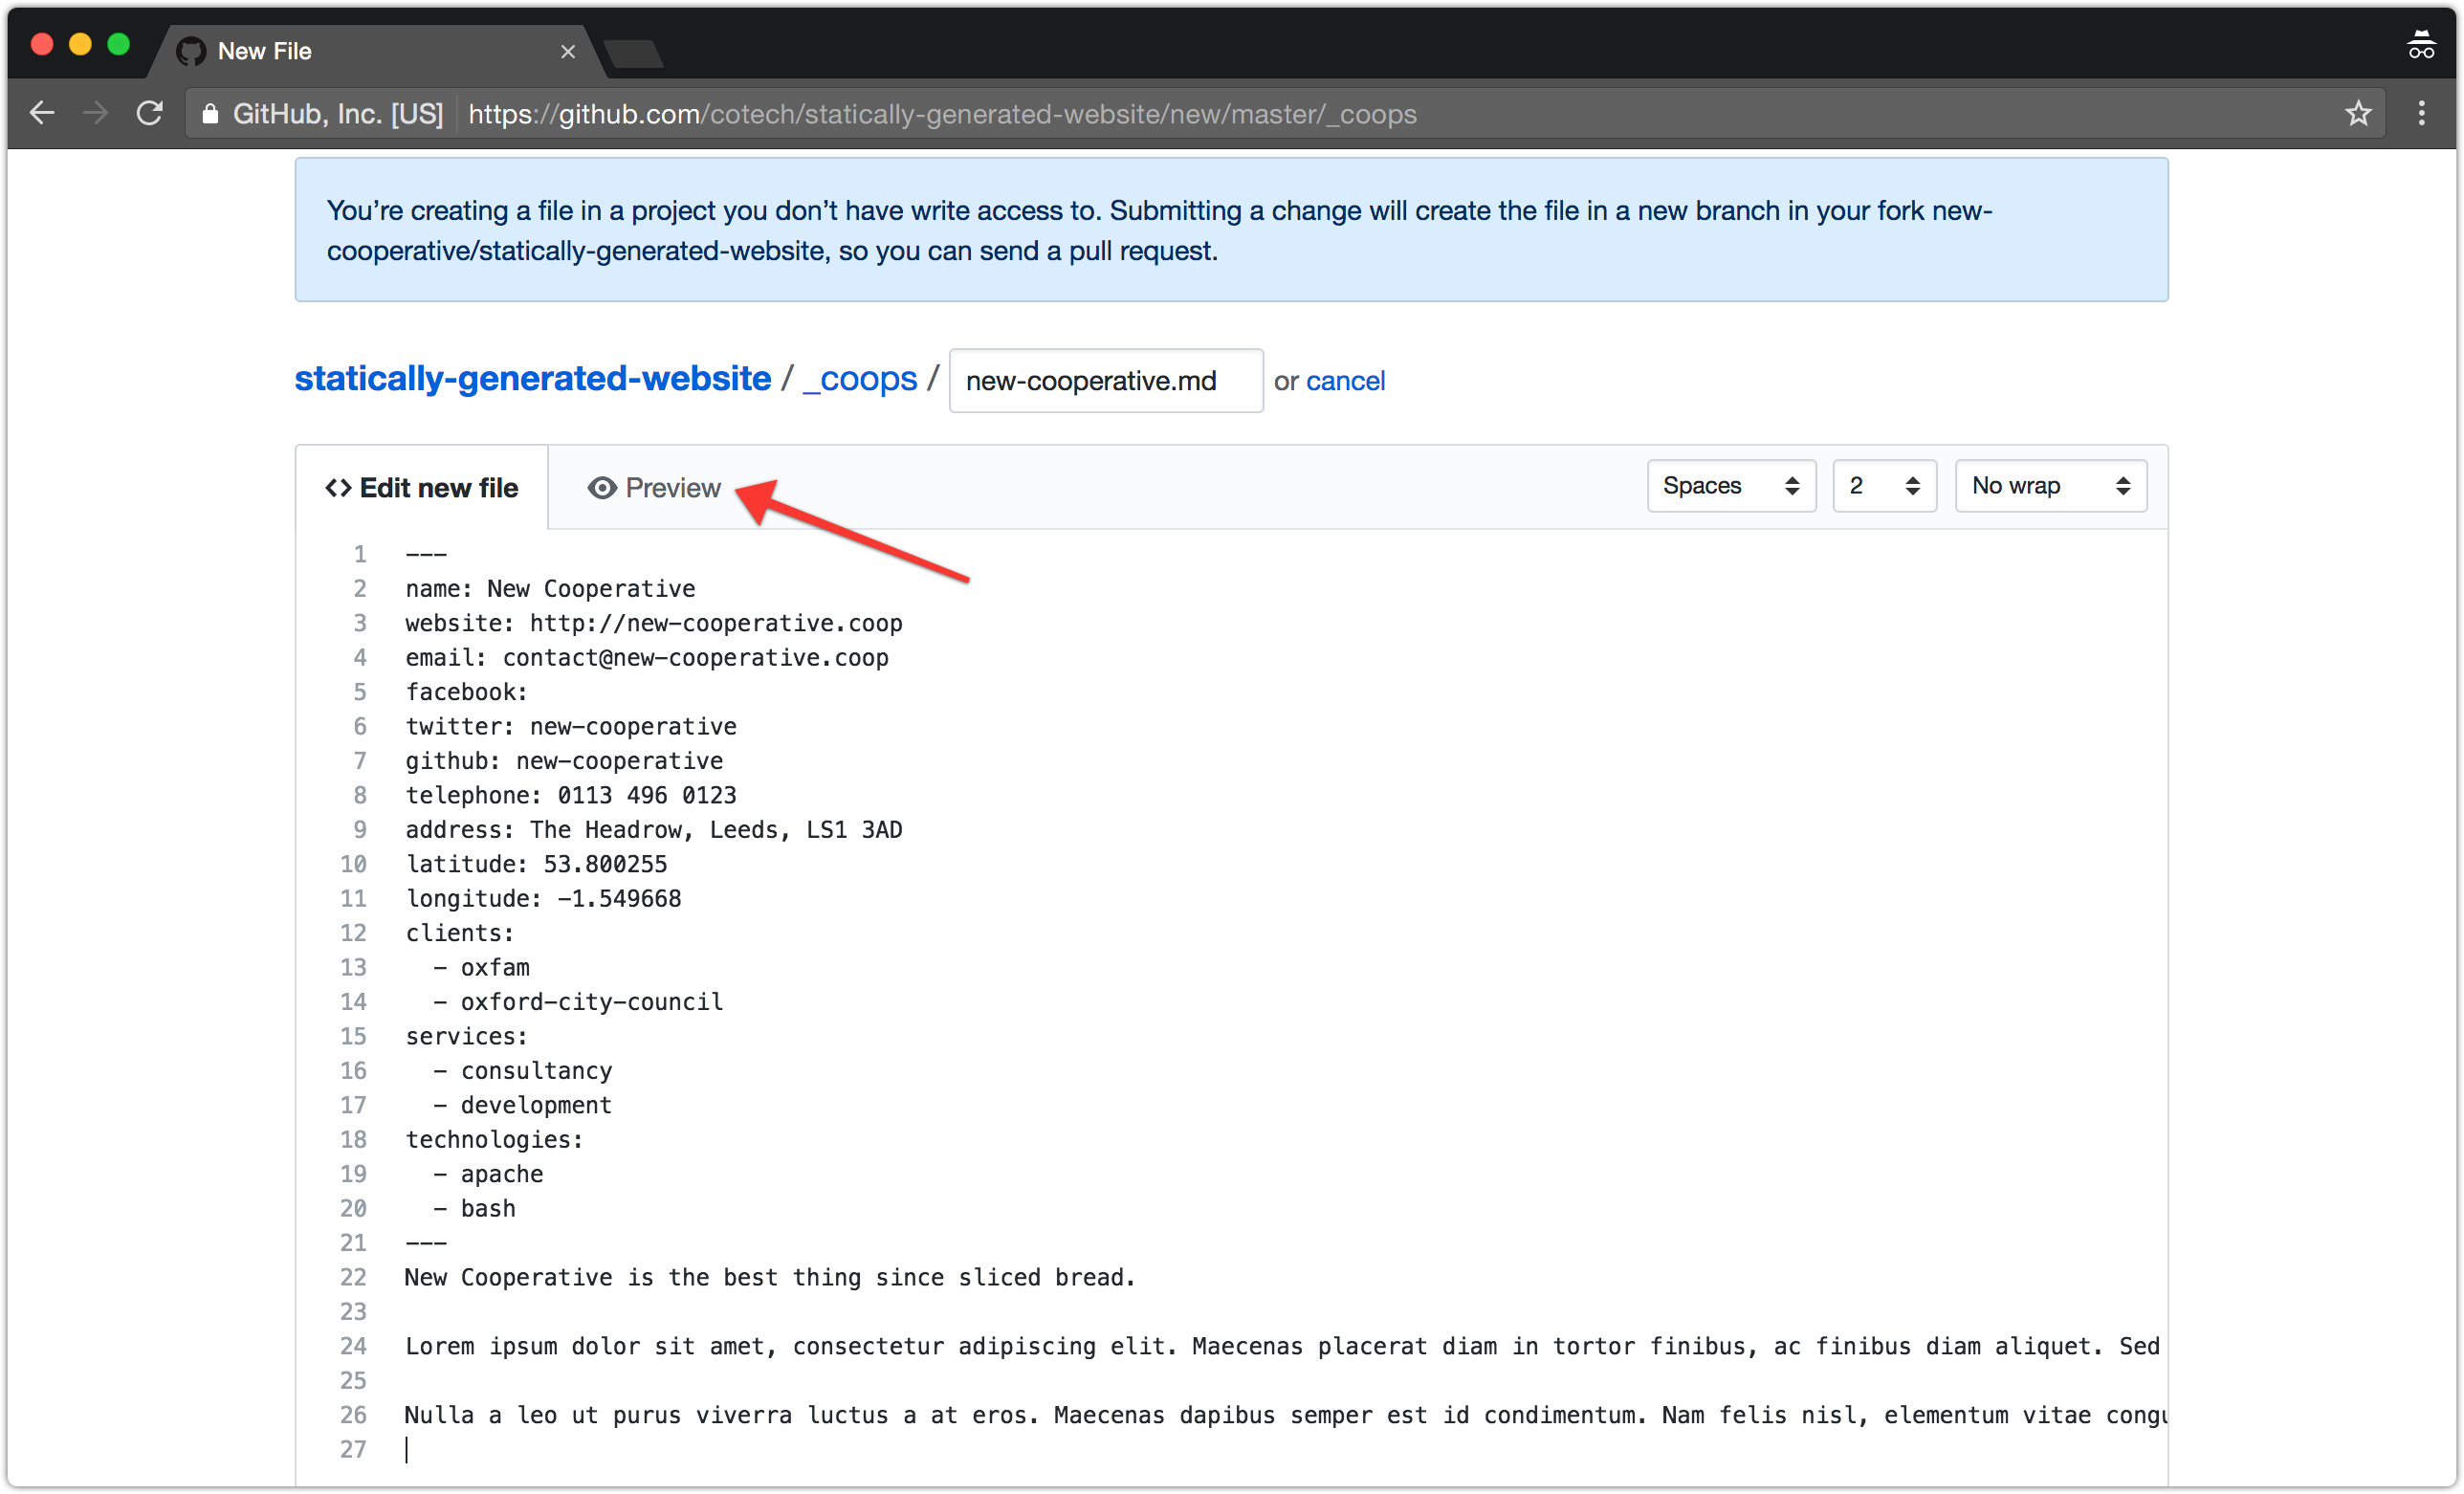 New File
GitHub, Inc. [US] https://github.com/cotech/statically-generated-website/new/master/_coops
You’re creating a file in a project you don’t have write access to. Submitting a change will create the file in a new branch in your fork new-
cooperative/statically-generated-website, so you can send a pull request.
statically-generated-website / _coops / new-cooperative.md or cancel
<> Edit new file Preview Spaces 2 No wrap
1 ---
2 name: New Cooperative
3 website: http://new-cooperative.coop
4 email: contact@new-cooperative.coop
5 facebook:
6 twitter: new-cooperative
7 github: new-cooperative
8 telephone: 0113 496 0123
9 address: The Headrow, Leeds, LS1 3AD
10 latitude: 53.800255
11 longitude: -1.549668
12 clients:
13 - oxfam
14 - oxford-city-council
15 services:
16 - consultancy
17 - development
18 technologies:
19 - apache
20 - bash
21 ---
22 New Cooperative is the best thing since sliced bread.
23
24 Lorem ipsum dolor sit amet, consectetur adipiscing elit. Maecenas placerat diam in tortor finibus, ac finibus diam aliquet. Sed
25
26 Nulla a leo ut purus viverra luctus a at eros. Maecenas dapibus semper est id condimentum. Nam felis nisl, elementum vitae
27